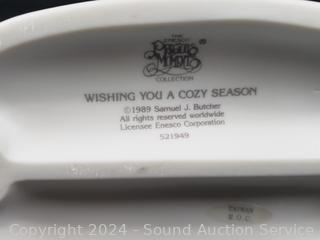 THE
ENESCO
PRECIOUS
MOMENTS®
COLLECTION
WISHING YOU A COZY SEASON
©1989 Samuel J. Butcher
All rights reserved worldwide
Licensee Enesco Corporation
521949
TAIWAN
R.O.C.
Copyright 2024 - Sound Auction Service